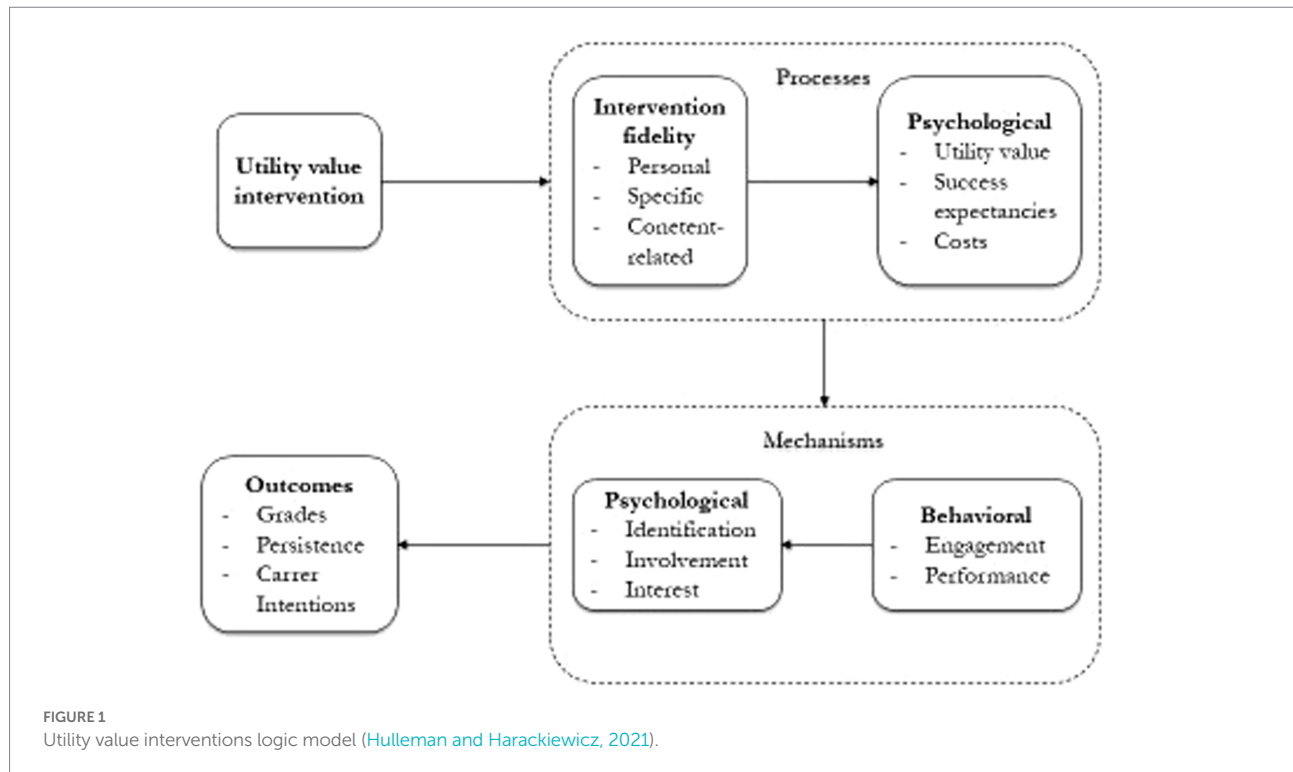 Processes
Utility value
intervention
Intervention
fidelity
- Personal
- Specific
- Conetent-
related
Psychological
- Utility value
- Success
expectancies
- Costs
Mechanisms
Outcomes
- Grades
- Persistence
- Carrer
Intentions
Psychological
- Identification
- Involvement
- Interest
Behavioral
- Engagement
- Performance
FIGURE 1
Utility value interventions logic model (Hulleman and Harackiewicz, 2021).